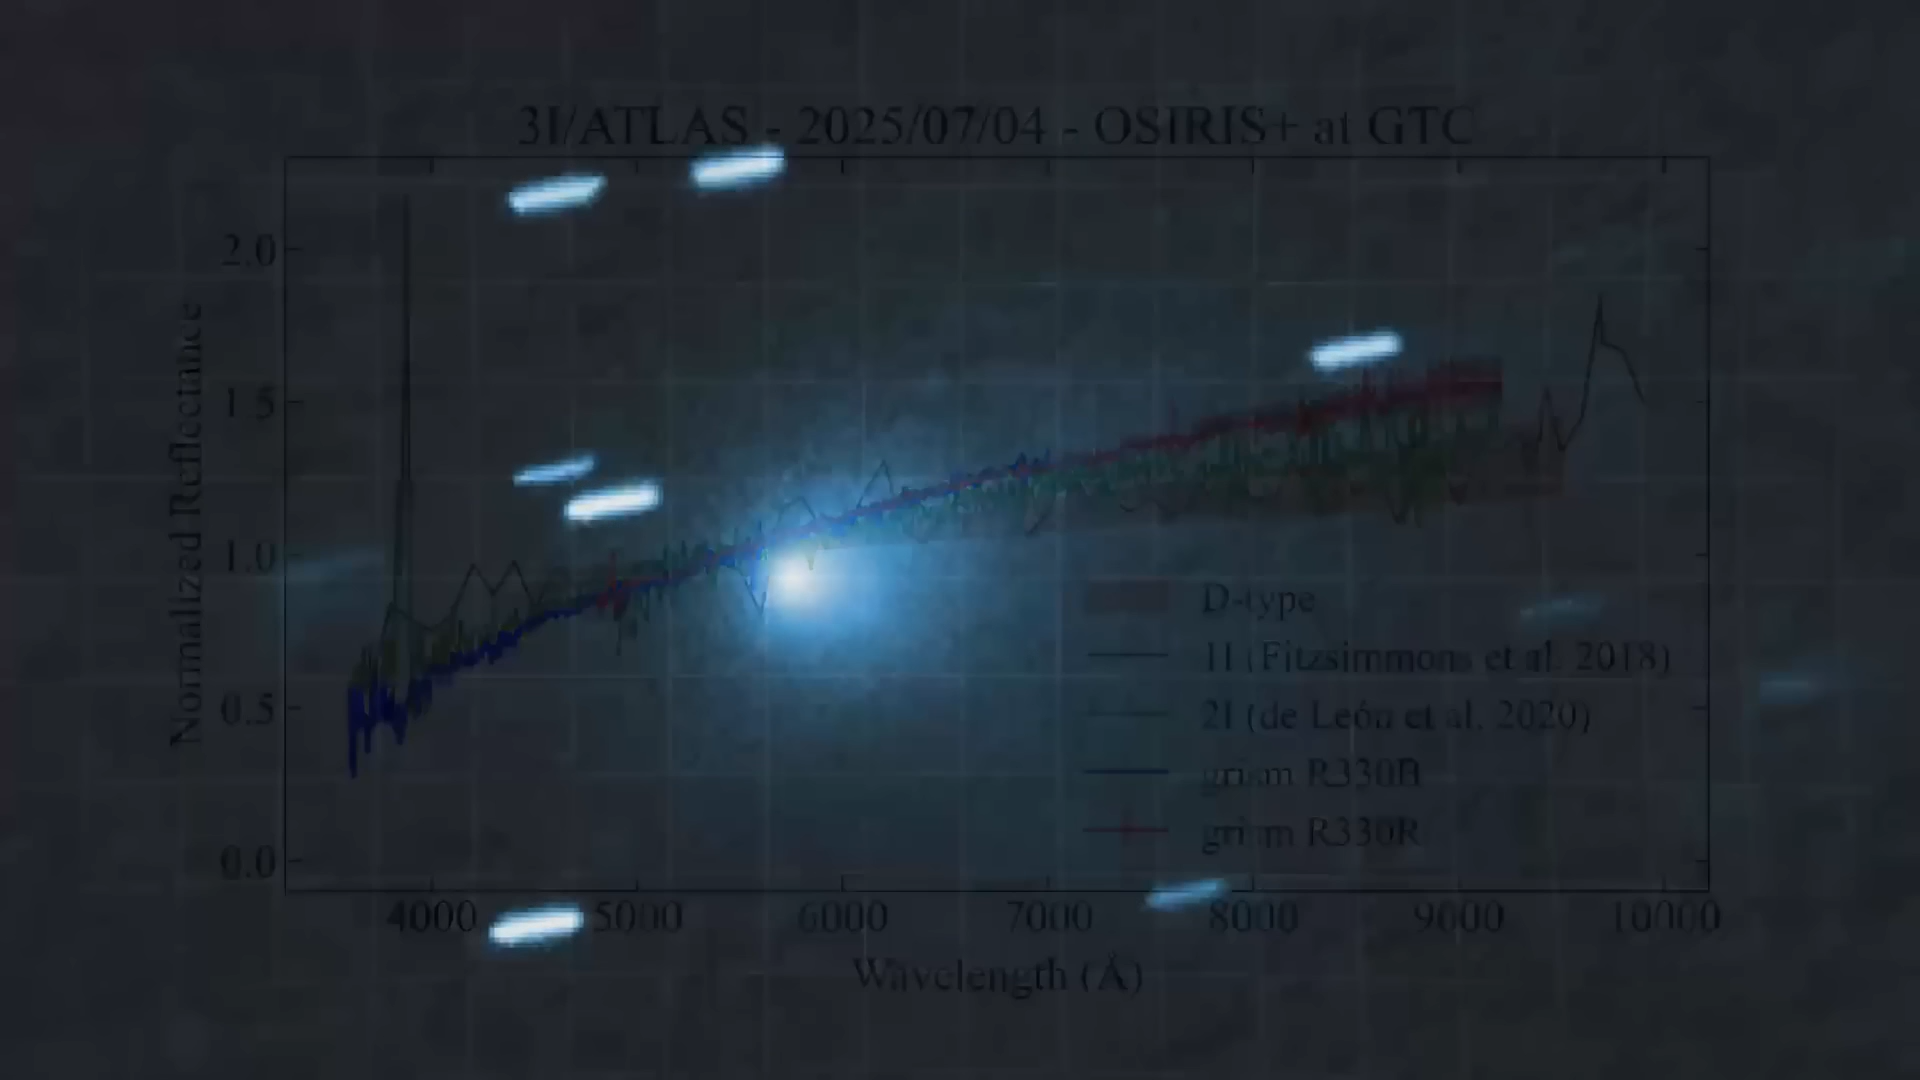 3I/ATLAS - 2025/07/04 - OSIRIS+ at GTC
2.0
1.5
1.0
0.5
0.0
Normalized Reflectance
D-type
1I (Fitzsimmons et al. 2018)
2I (de León et al. 2020)
grism R330B
grism R330R
4000 5000 6000 7000 8000 9000 10000
Wavelength (Å)